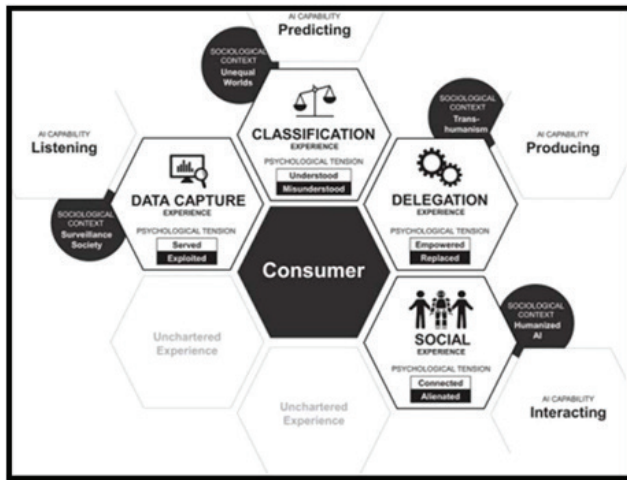 AI CAPABILITY
Predicting
SOCIOLOGICAL
CONTEXT
Unequal
Worlds
CLASSIFICATION
EXPERIENCE
PSYCHOLOGICAL TENSION
Understood
Misunderstood
AI CAPABILITY
Listening
SOCIOLOGICAL
CONTEXT
Surveillance
Society
DATA CAPTURE
EXPERIENCE
PSYCHOLOGICAL TENSION
Served
Exploited
SOCIOLOGICAL
CONTEXT
Trans-
humanism
AI CAPABILITY
Producing
DELEGATION
EXPERIENCE
PSYCHOLOGICAL TENSION
Empowered
Replaced
Consumer
SOCIOLOGICAL
CONTEXT
Humanized
AI
SOCIAL
EXPERIENCE
PSYCHOLOGICAL TENSION
Connected
Alienated
AI CAPABILITY
Interacting
Unchartered
Experience
Unchartered
Experience